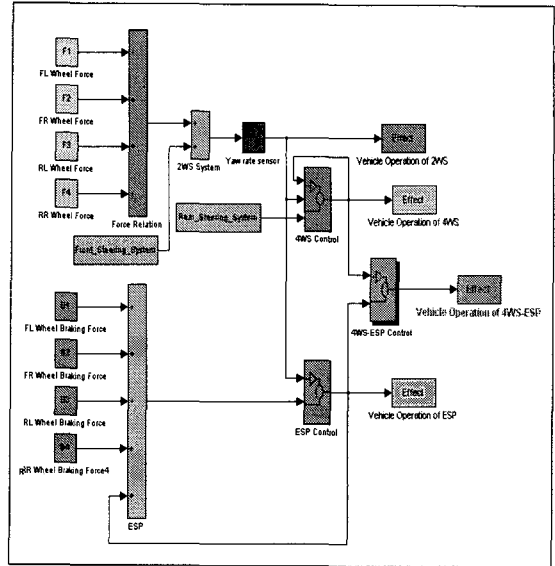 F1
FL Wheel Force
F2
FR Wheel Force
F3
RL Wheel Force
F4
RR Wheel Force
Force Relation
2WS System
Yaw rate sensor
Effect
Vehicle Operation of 2WS
Rear_Steering_System
4WS Control
Effect
Vehicle Operation of 4WS
Front_Steering_System
4WS-ESP Control
Effect
Vehicle Operation of 4WS-ESP
FL Wheel Braking Force
FR Wheel Braking Force
RL Wheel Braking Force
RR Wheel Braking Force4
ESP
ESP Control
Effect
Vehicle Operation of ESP